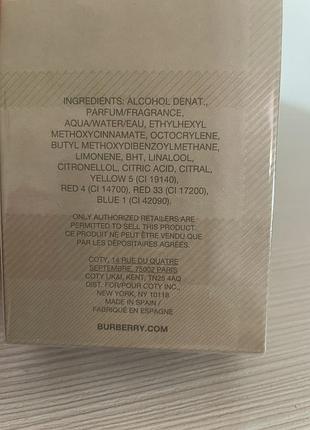 INGREDIENTS: ALCOHOL DENAT.,
PARFUM/FRAGRANCE,
AQUA/WATER/EAU, ETHYLHEXYL
METHOXYCINNAMATE, OCTOCRYLENE,
BUTYL METHOXYDIBENZOYLMETHANE,
LIMONENE, BHT, LINALOOL,
CITRONELLOL, CITRIC ACID, CITRAL,
YELLOW 5 (CI 19140),
RED 4 (CI 14700), RED 33 (CI 17200),
BLUE 1 (CI 42090).
ONLY AUTHORIZED RETAILERS ARE
PERMITTED TO SELL THIS PRODUCT.
CE PRODUIT NE PEUT ÊTRE VENDU QUE
PAR LES DÉPOSITAIRES AGRÉÉS.
COTY, 14 RUE DU QUATRE
SEPTEMBRE, 75002 PARIS
COTY UK&I, KENT, TN25 4AQ
DIST. FOR/POUR COTY INC.,
NEW YORK, NY 10118
MADE IN SPAIN /
FABRIQUÉ EN ESPAGNE
BURBERRY.COM